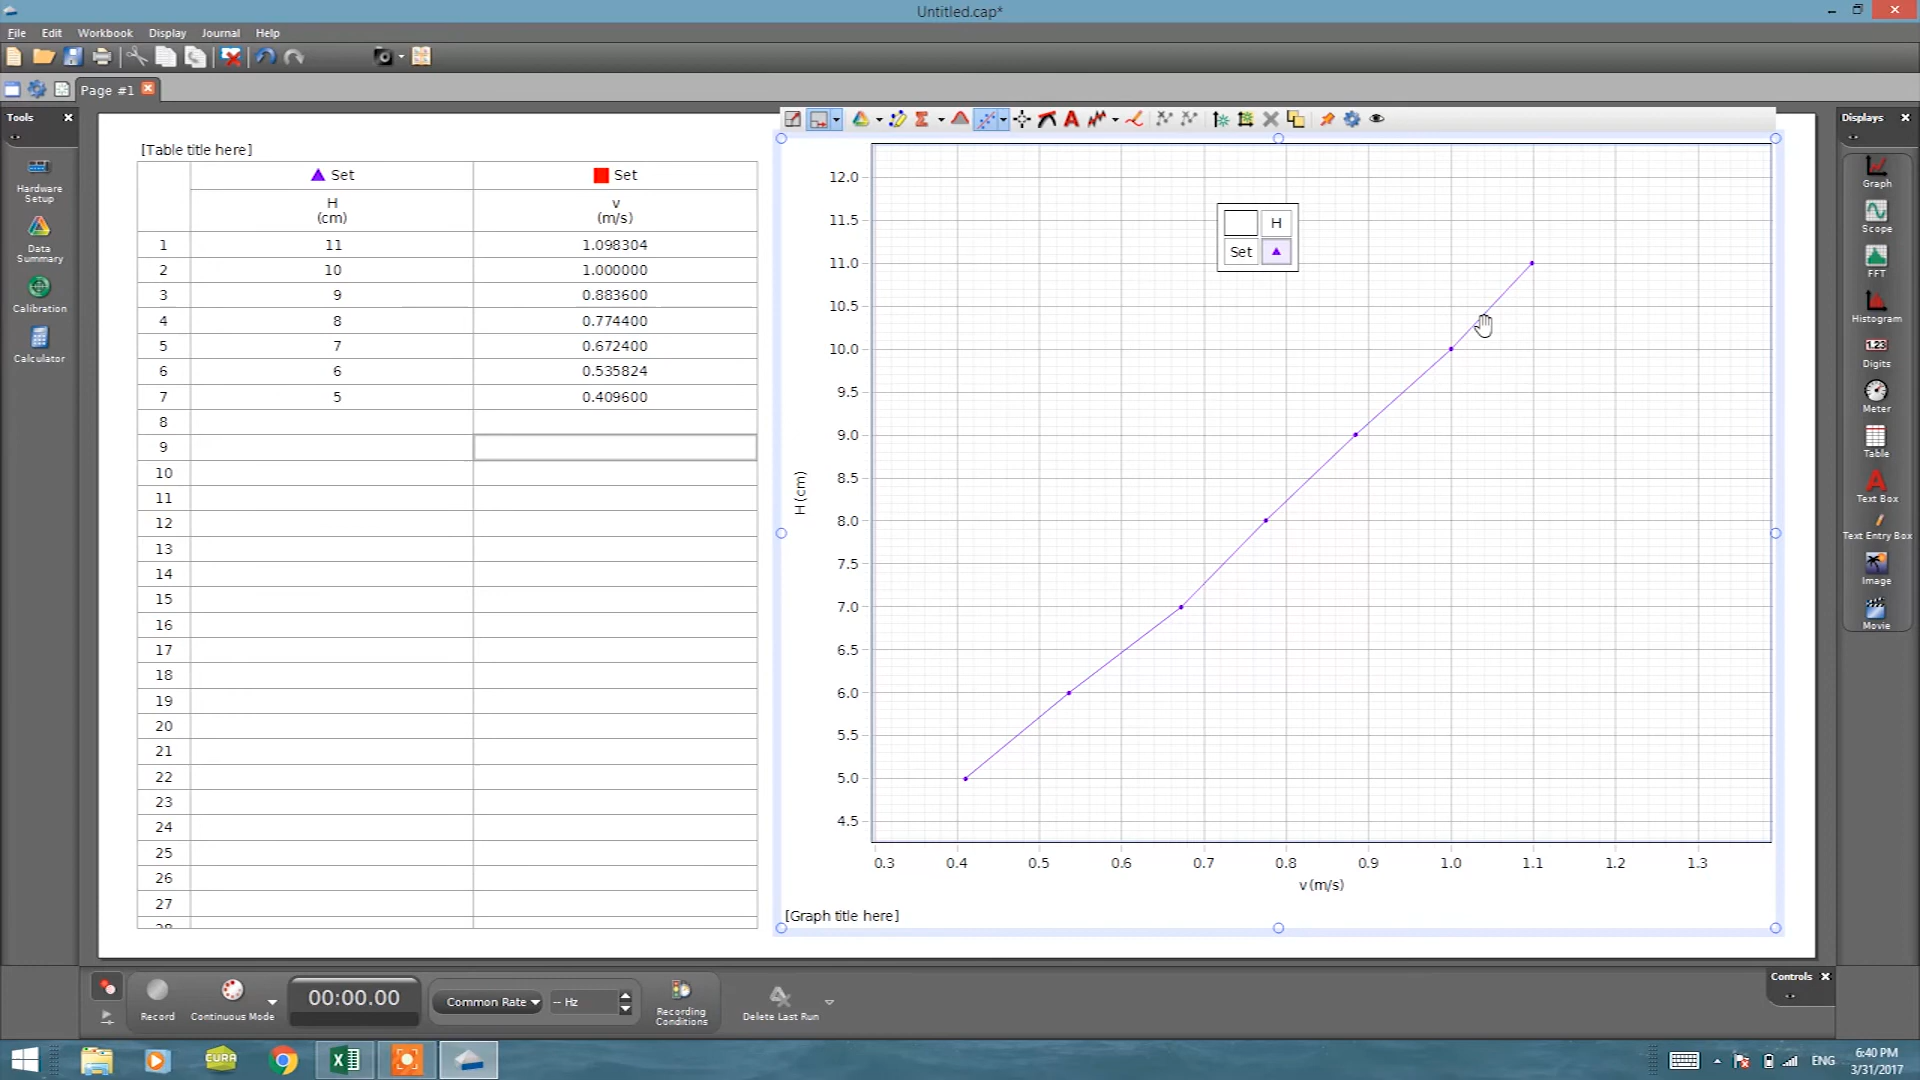 Untitled.cap*
File Edit Workbook Display Journal Help
Page #1
Tools
Hardware
Setup
Data
Summary
Calibration
Calculator
[Table title here]
Set Set
H v
(cm) (m/s)
1 11 1.098304
2 10 1.000000
3 9 0.883600
4 8 0.774400
5 7 0.672400
6 6 0.535824
7 5 0.409600
8
9
10
11
12
13
14
15
16
17
18
19
20
21
22
23
24
25
26
27
28
12.0
11.5
11.0
10.5
10.0
9.5
9.0
8.5
8.0
7.5
7.0
6.5
6.0
5.5
5.0
4.5
H (cm)
H
Set
0.3 0.4 0.5 0.6 0.7 0.8 0.9 1.0 1.1 1.2 1.3
v (m/s)
[Graph title here]
Displays
Graph
Scope
FFT
Histogram
1.23
Digits
Meter
Table
Text Box
Text Entry Box
Image
Movie
Record
Continuous Mode
00:00.00
Common Rate
-- Hz
Recording
Conditions
Delete Last Run
Controls
CURA
ENG
6:40 PM
3/31/2017